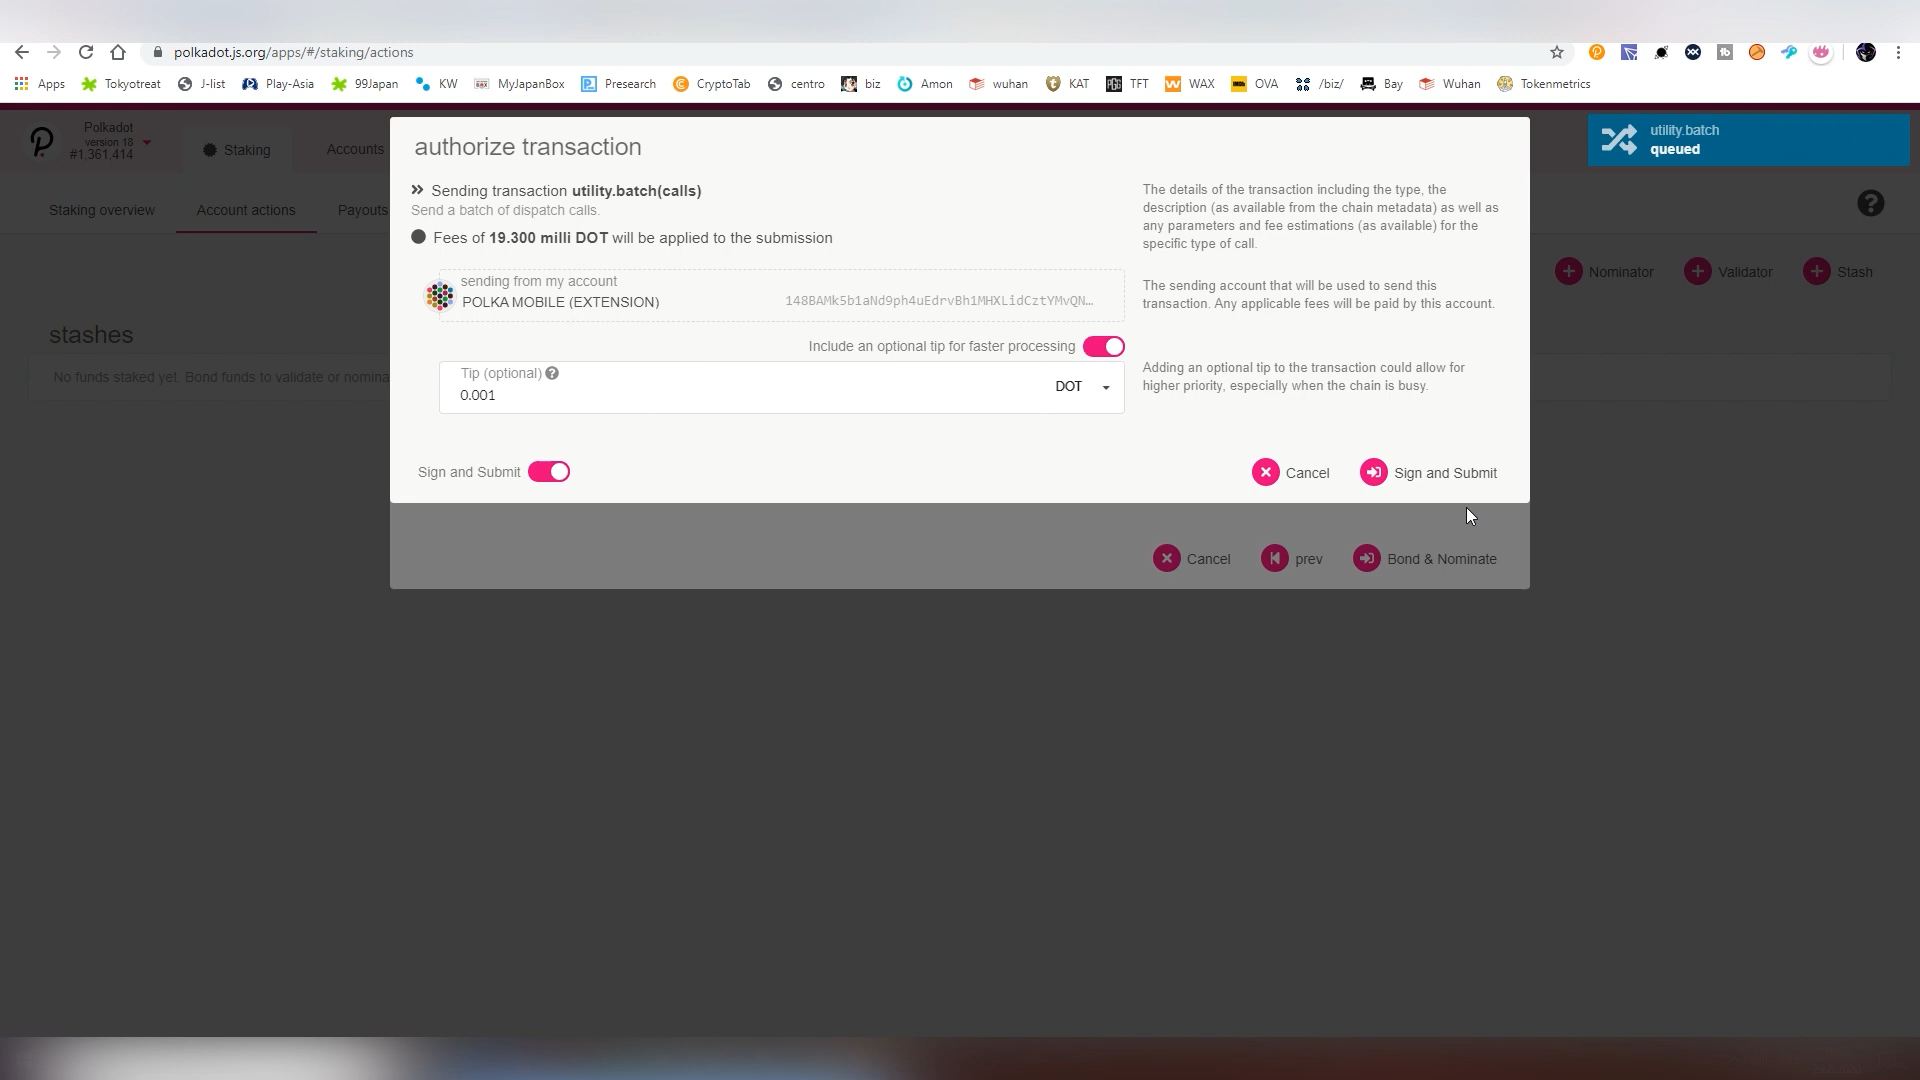 polkadot.js.org/apps/#/staking/actions
Apps Tokyotreat J-list Play-Asia 99Japan KW MyJapanBox Presearch CryptoTab centro biz Amon wuhan KAT TFT WAX OVA /biz/ Bay Wuhan Tokenmetrics
Polkadot
version 18
#1,361,414
Staking
Accounts
utility.batch
queued
Staking overview
Account actions
Payouts
Nominator
Validator
Stash
stashes
No funds staked yet. Bond funds to validate or nomina
authorize transaction
Sending transaction utility.batch(calls)
Send a batch of dispatch calls.
Fees of 19.300 milli DOT will be applied to the submission
The details of the transaction including the type, the
description (as available from the chain metadata) as well as
any parameters and fee estimations (as available) for the
specific type of call.
sending from my account
POLKA MOBILE (EXTENSION)
148BAMk5b1aNd9ph4uEdrvBh1MHXLidCztYMvQN…
The sending account that will be used to send this
transaction. Any applicable fees will be paid by this account.
Include an optional tip for faster processing
Tip (optional)
0.001
DOT
Adding an optional tip to the transaction could allow for
higher priority, especially when the chain is busy.
Sign and Submit
Cancel
Sign and Submit
Cancel
prev
Bond & Nominate